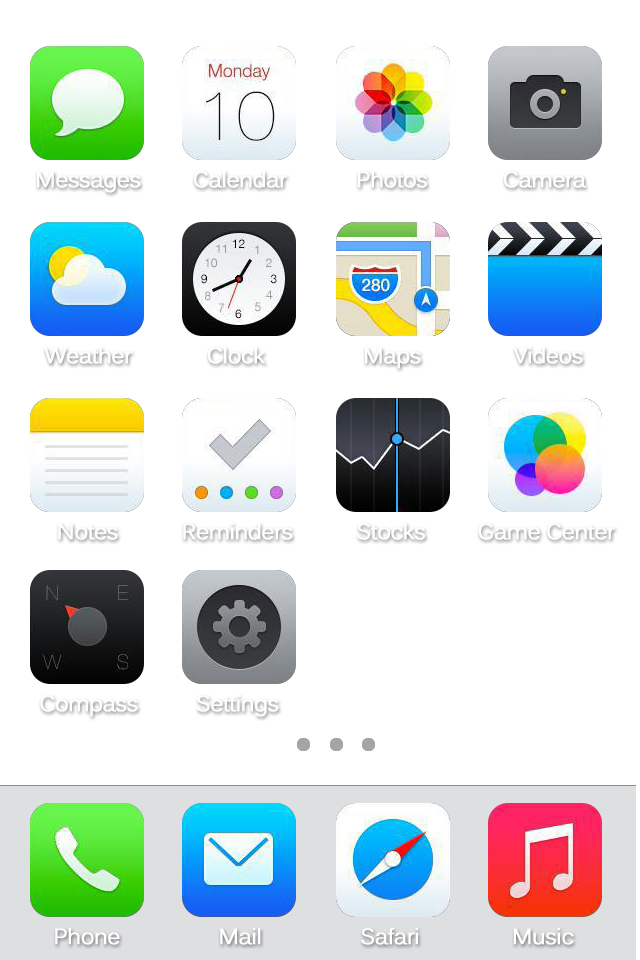 Monday
10
Messages Calendar Photos Camera
12
11 1
10 2
9 3
8 4
7 5
6
280
Weather Clock Maps Videos
Notes Reminders Stocks Game Center
N E
W S
Compass Settings
Phone Mail Safari Music